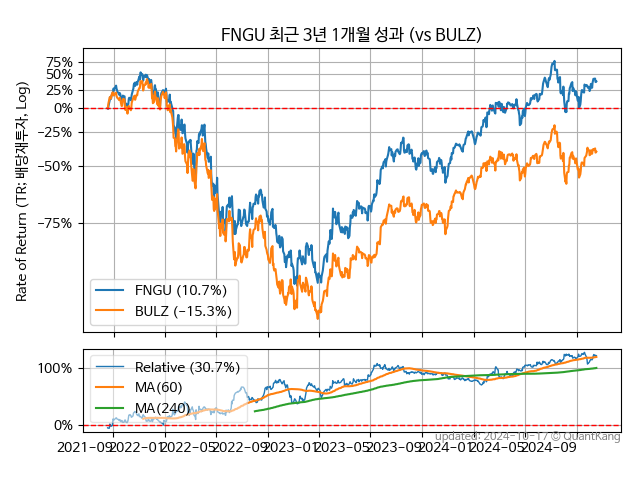 FNGU 최근 3년 1개월 성과 (vs BULZ)
Rate of Return (TR: 배당재투자, Log)
75%
50%
25%
0%
−25%
−50%
−75%
FNGU (10.7%)
BULZ (−15.3%)
100%
0%
Relative (30.7%)
MA(60)
MA(240)
2021-09 2022-01 2022-05 2022-09 2023-01 2023-05 2023-09 2024-01 2024-05 2024-09
updated: 2024-10-17 © QuantKang